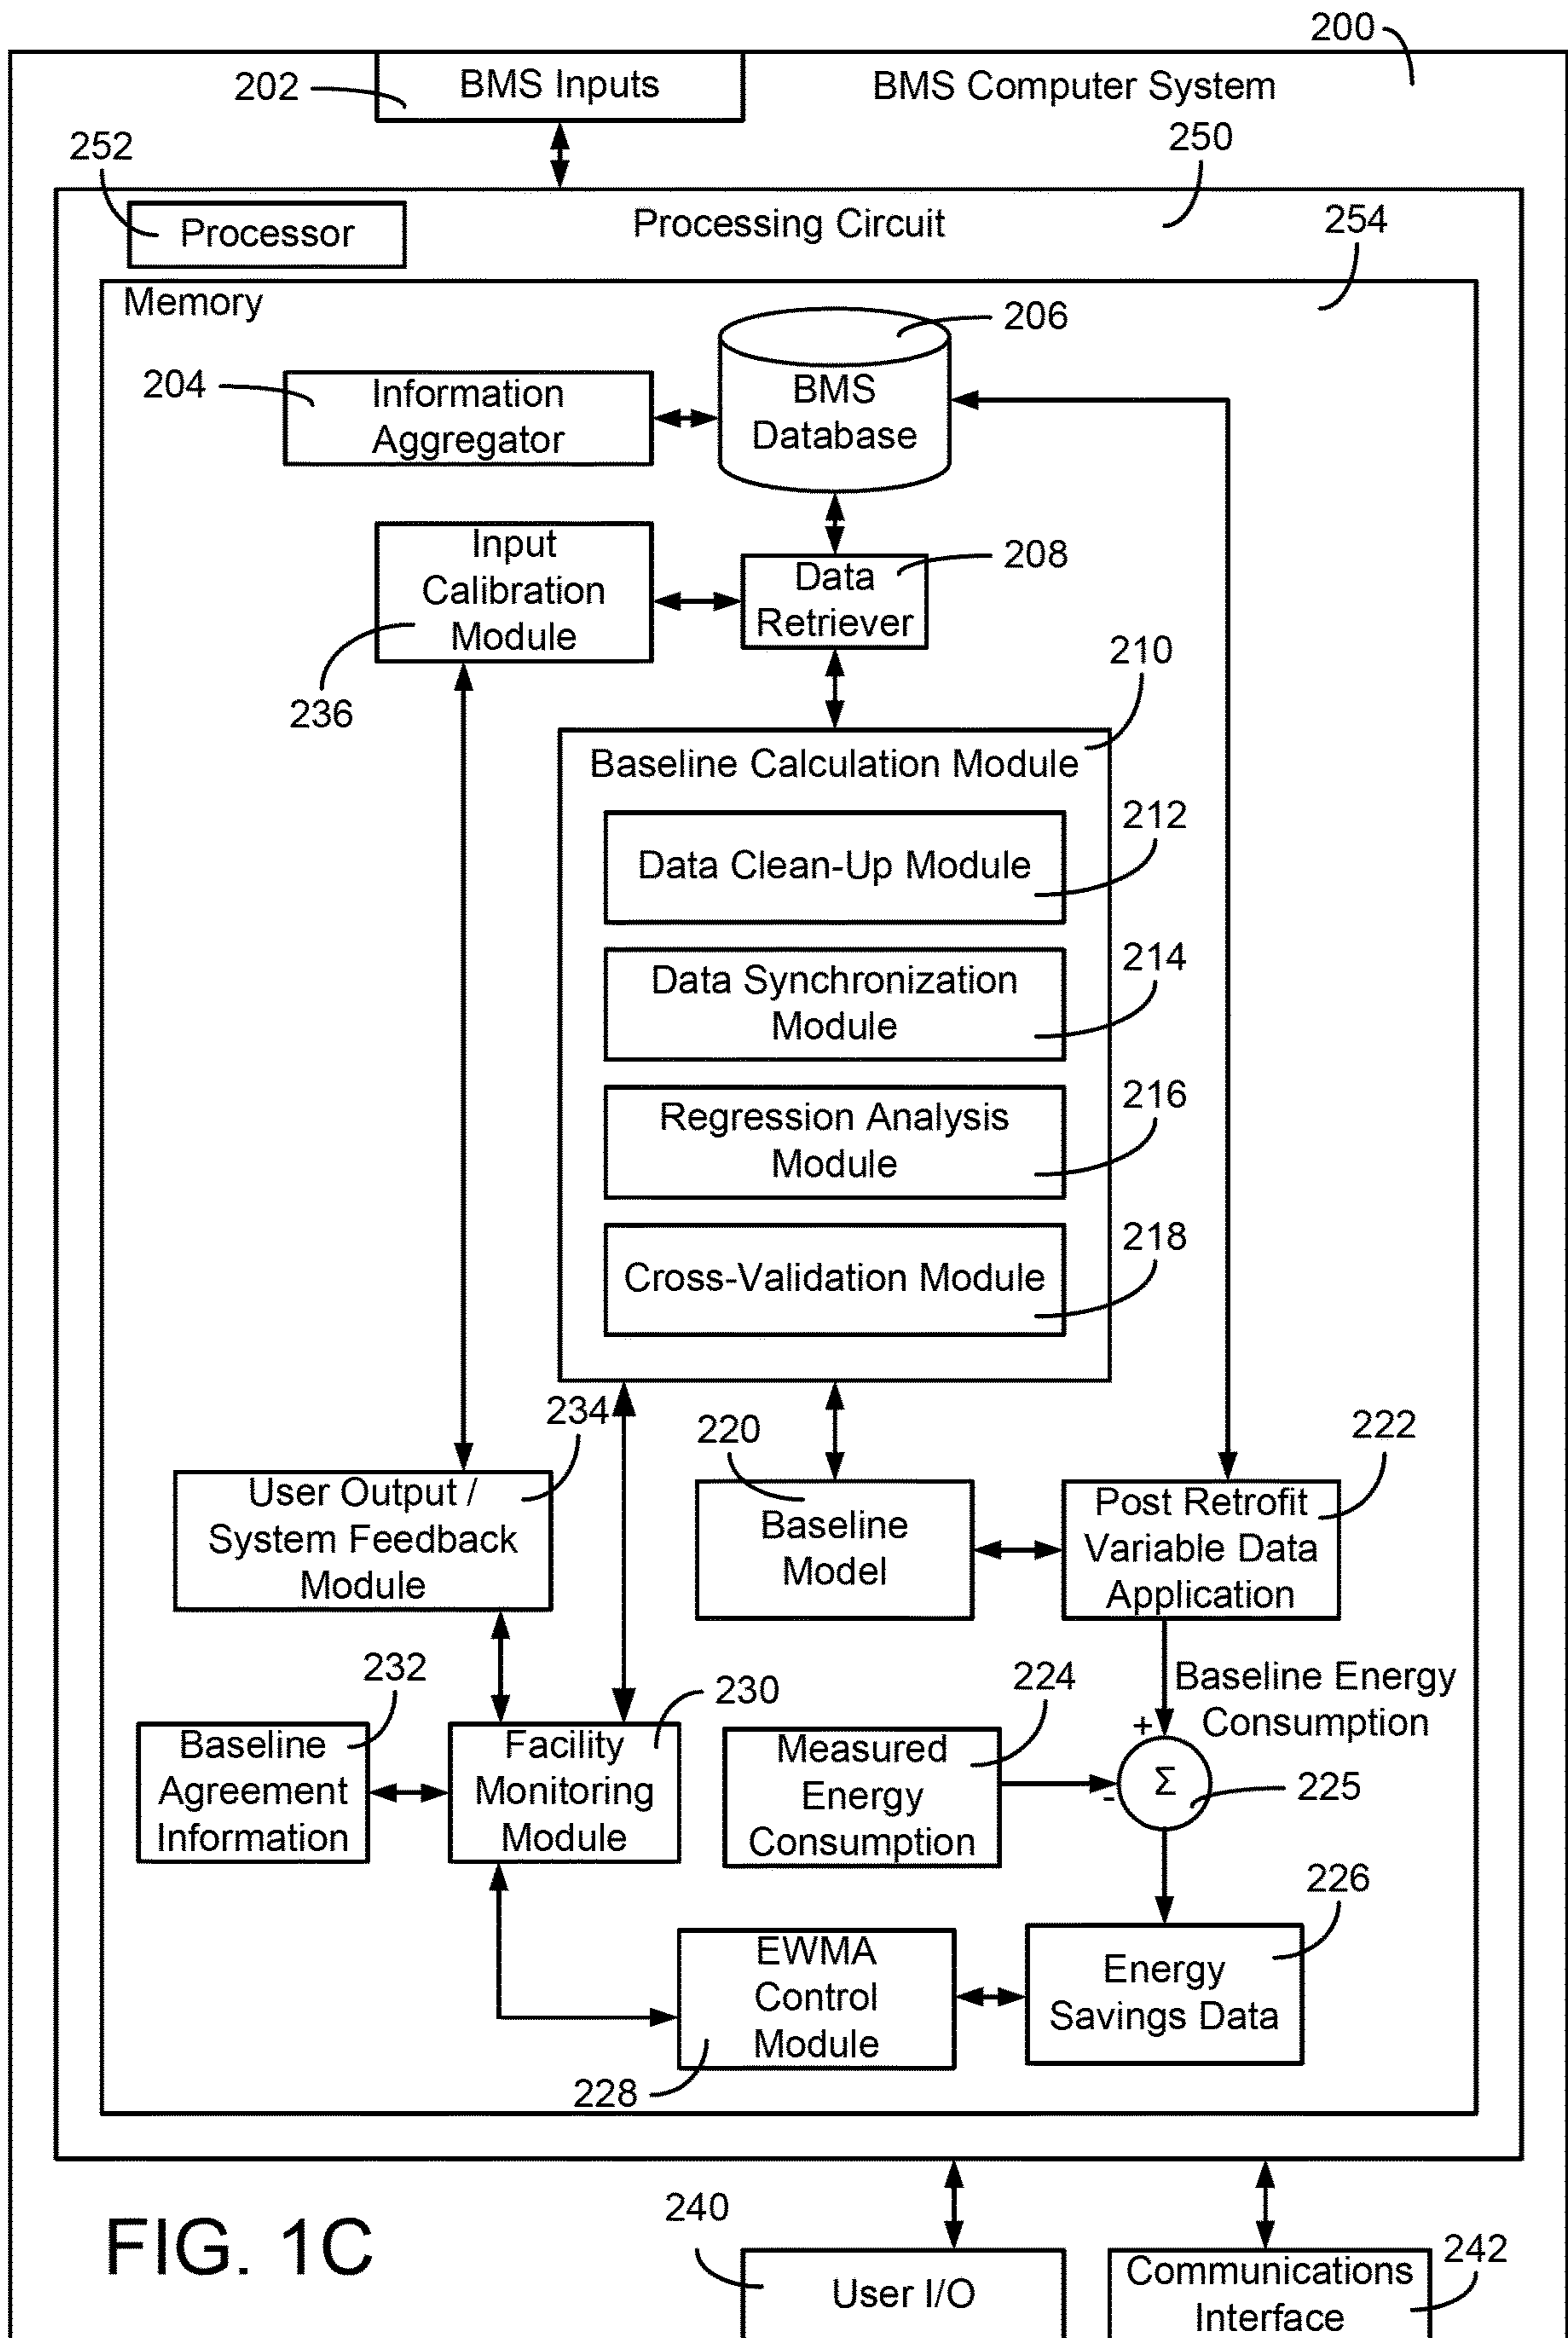 200
202
BMS Inputs
BMS Computer System
252
250
Processor
Processing Circuit
254
Memory
206
204
Information
Aggregator
BMS
Database
Input
Calibration
Module
236
Data
Retriever
208
210
Baseline Calculation Module
212
Data Clean-Up Module
214
Data Synchronization
Module
216
Regression Analysis
Module
218
Cross-Validation Module
234
220
222
User Output /
System Feedback
Module
Baseline
Model
Post Retrofit
Variable Data
Application
232
230
224
Baseline Energy
Consumption
Baseline
Agreement
Information
Facility
Monitoring
Module
Measured
Energy
Consumption
+
Σ
-
225
226
EWMA
Control
Module
228
Energy
Savings Data
FIG. 1C
240
User I/O
Communications
Interface
242